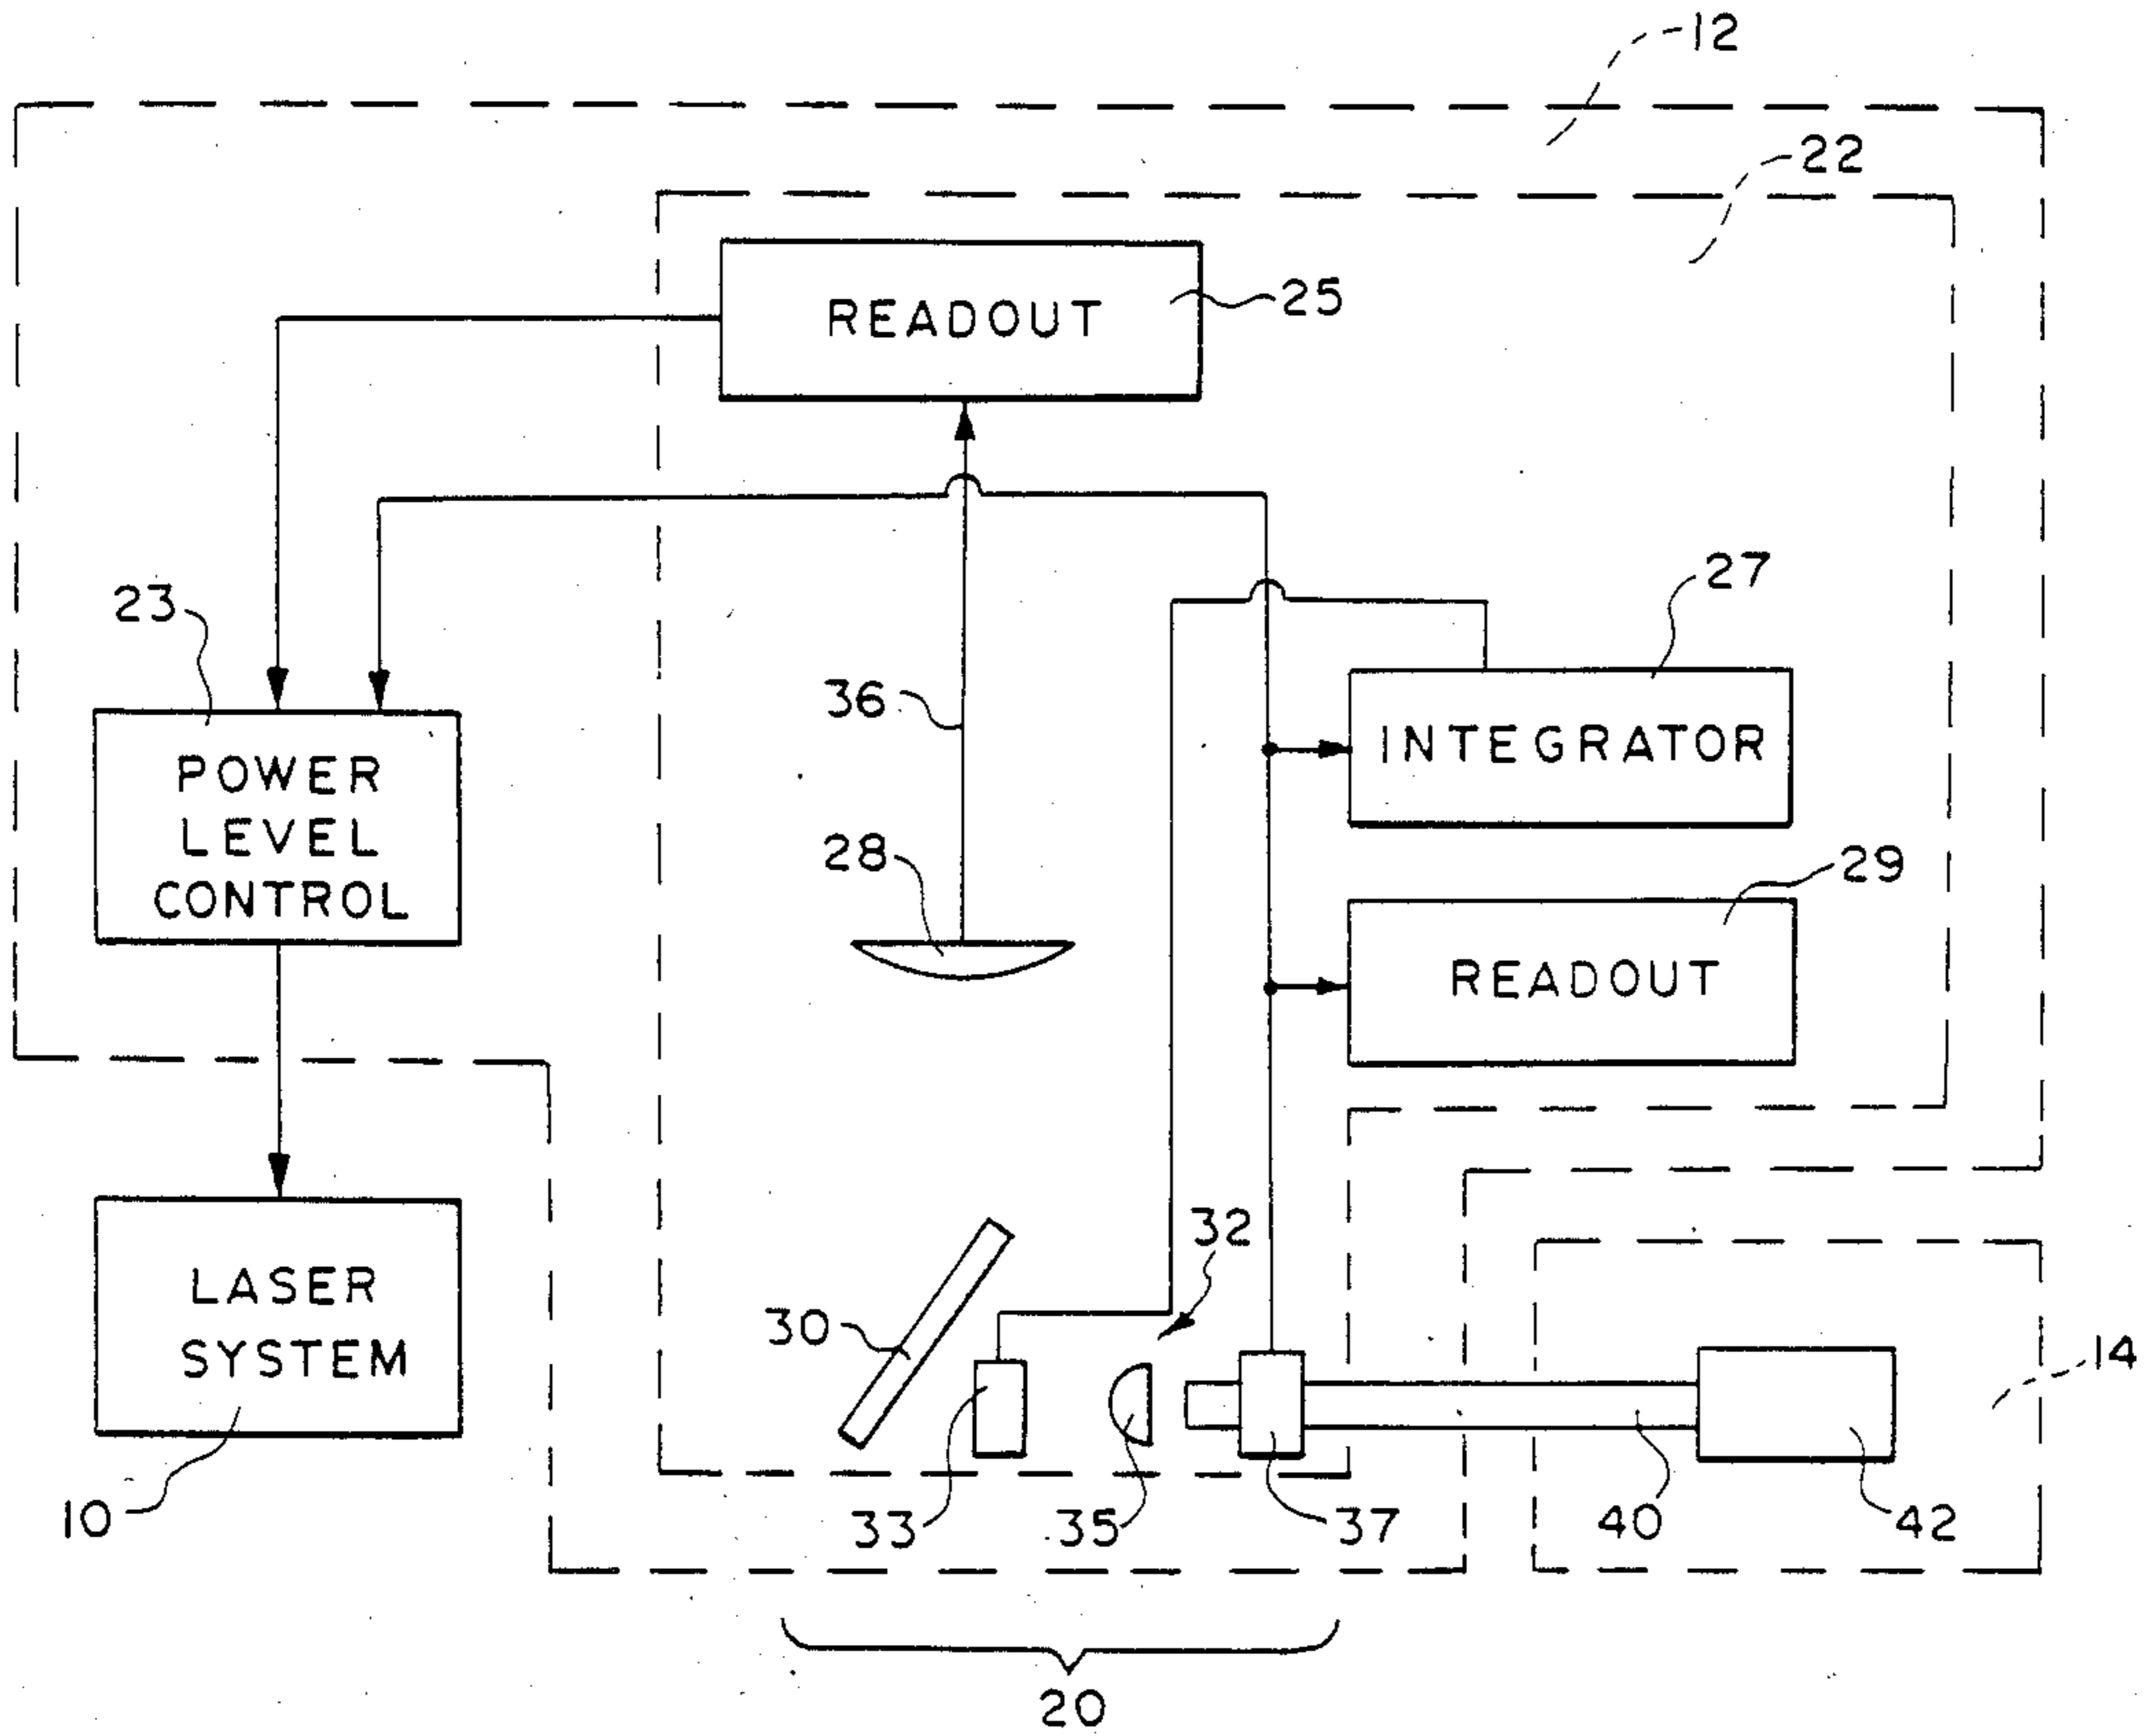 12
22
READOUT
25
27
23
36
INTEGRATOR
POWER
LEVEL
CONTROL
28
29
READOUT
32
LASER
SYSTEM
30
14
10
33
35
37
40
42
20